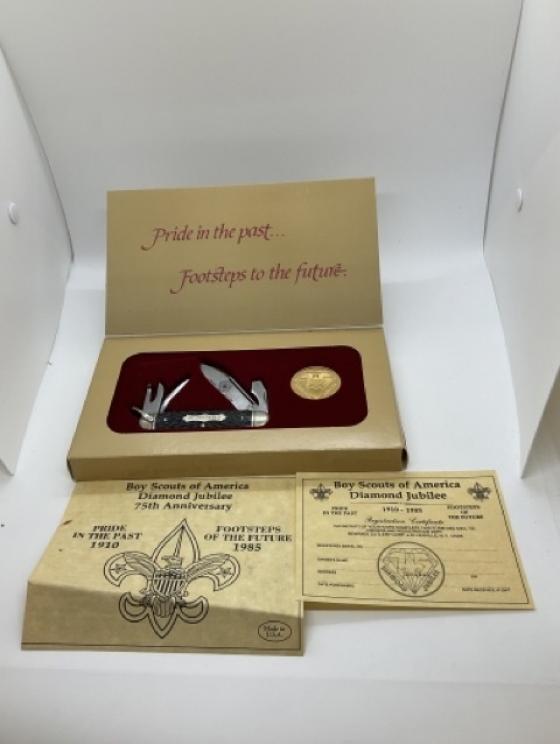 Pride in the past...
Footsteps to the future.
Boy Scouts of America
Diamond Jubilee
75th Anniversary
PRIDE
IN THE PAST
1910
FOOTSTEPS
OF THE FUTURE
1985
Made in
U.S.A.
Boy Scouts of America
Diamond Jubilee
PRIDE
IN THE PAST
1910 - 1985
FOOTSTEPS
OF THE FUTURE
Registration Certificate
75